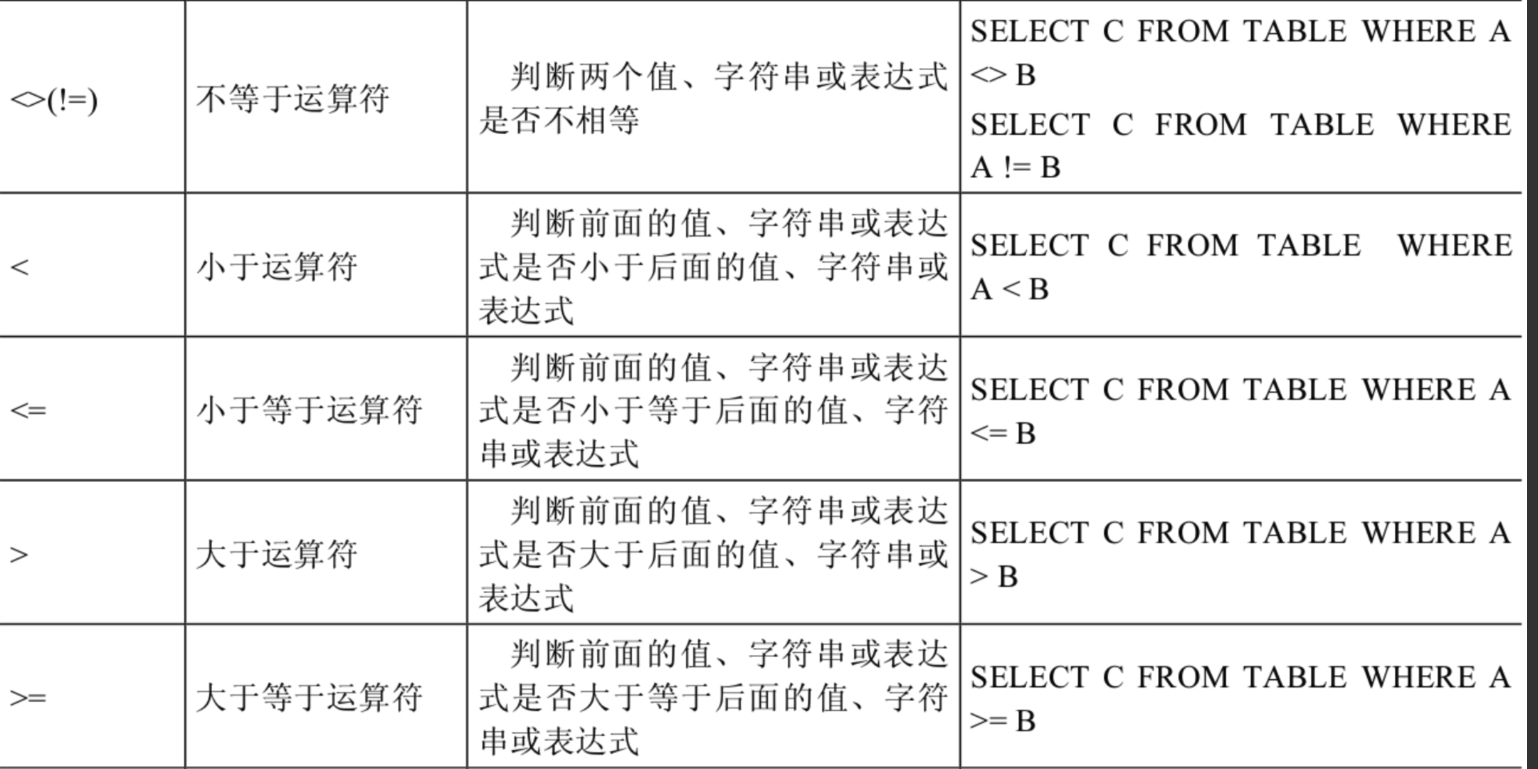 <>(!=)
不等于运算符
判断两个值、字符串或表达式
是否不相等
SELECT C FROM TABLE WHERE A
<> B
SELECT C FROM TABLE WHERE
A != B
<
小于运算符
判断前面的值、字符串或表达
式是否小于后面的值、字符串或
表达式
SELECT C FROM TABLE WHERE
A < B
<=
小于等于运算符
判断前面的值、字符串或表达
式是否小于等于后面的值、字符
串或表达式
SELECT C FROM TABLE WHERE A
<= B
>
大于运算符
判断前面的值、字符串或表达
式是否大于后面的值、字符串或
表达式
SELECT C FROM TABLE WHERE A
> B
>=
大于等于运算符
判断前面的值、字符串或表达
式是否大于等于后面的值、字符
串或表达式
SELECT C FROM TABLE WHERE A
>= B